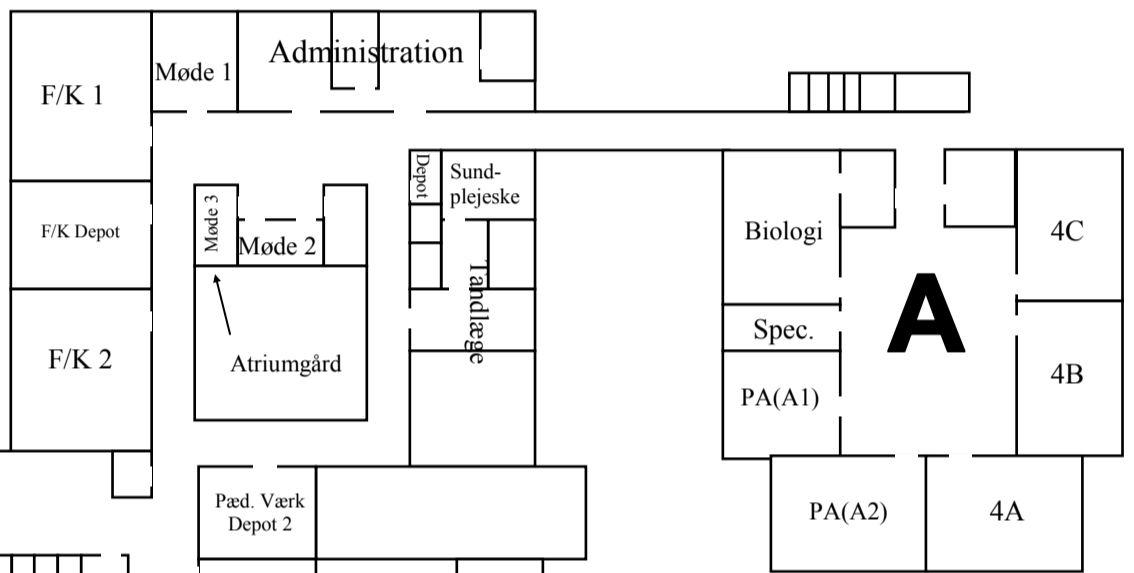 Administration
Møde 1
F/K 1
Depot
Sund-
plejeske
Møde 3
F/K Depot
Møde 2
Biologi
4C
Tandlæge
A
Spec.
F/K 2
Atriumgård
4B
PA(A1)
Pæd. Værk
Depot 2
PA(A2)
4A